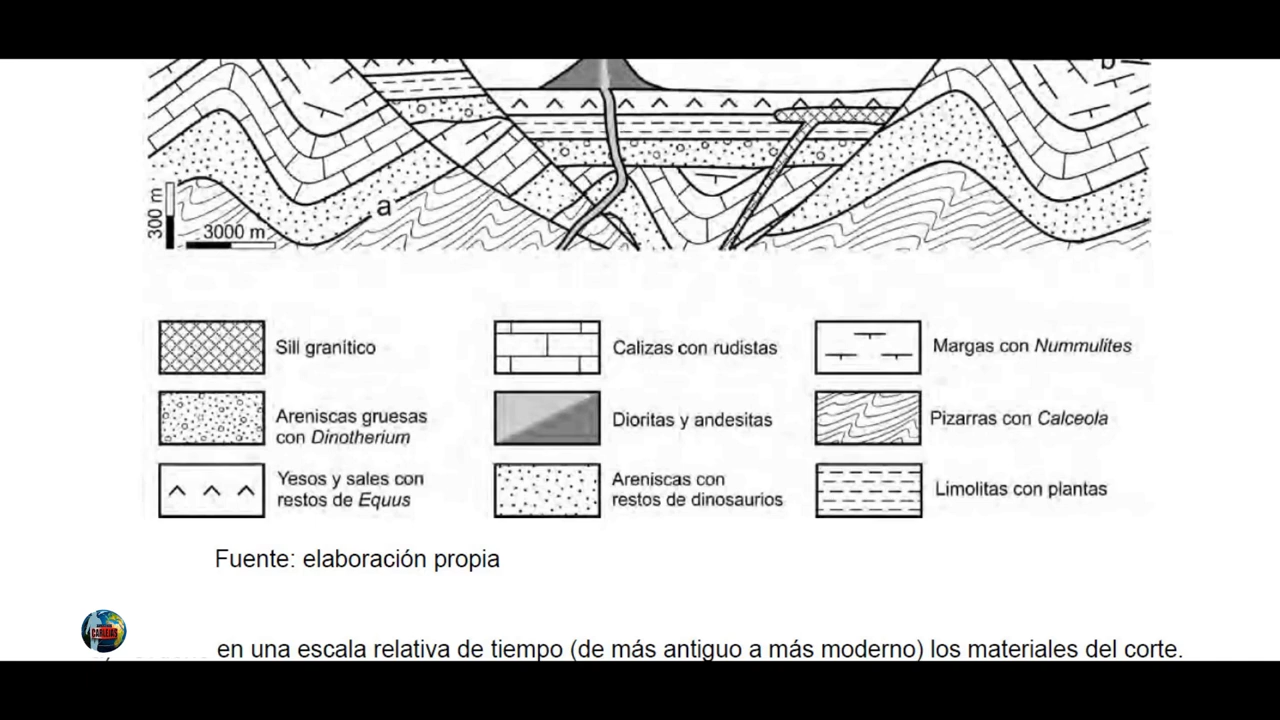 b
a
300 m
3000 m
Sill granítico
Calizas con rudistas
Margas con Nummulites
Areniscas gruesas
con Dinotherium
Dioritas y andesitas
Pizarras con Calceola
Yesos y sales con
restos de Equus
Areniscas con
restos de dinosaurios
Limolitas con plantas
Fuente: elaboración propia
en una escala relativa de tiempo (de más antiguo a más moderno) los materiales del corte.